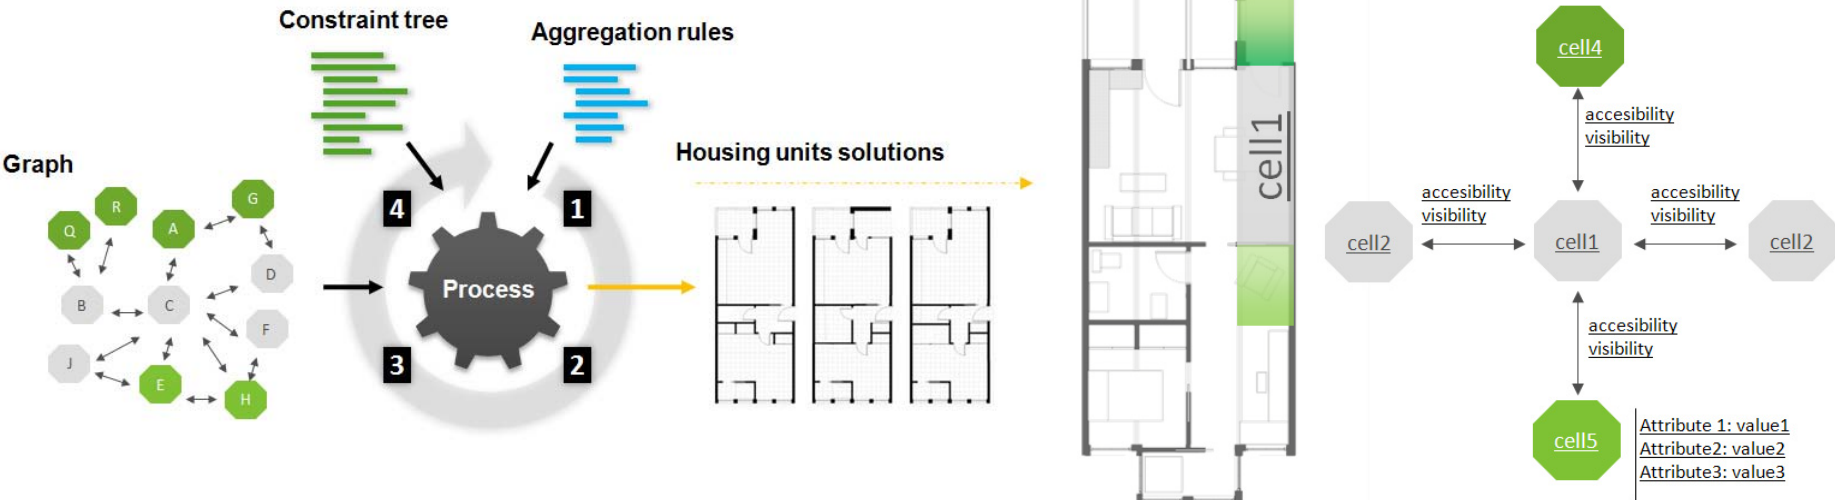 Constraint tree
Aggregation rules
Graph
Housing units solutions
G
R
Q
A
D
B
C
F
J
E
H
4
1
Process
3
2
cell1
cell4
accesibility
visibility
accesibility
visibility
accesibility
visibility
cell2
cell1
cell2
accesibility
visibility
cell5
Attribute 1: value1
Attribute2: value2
Attribute3: value3